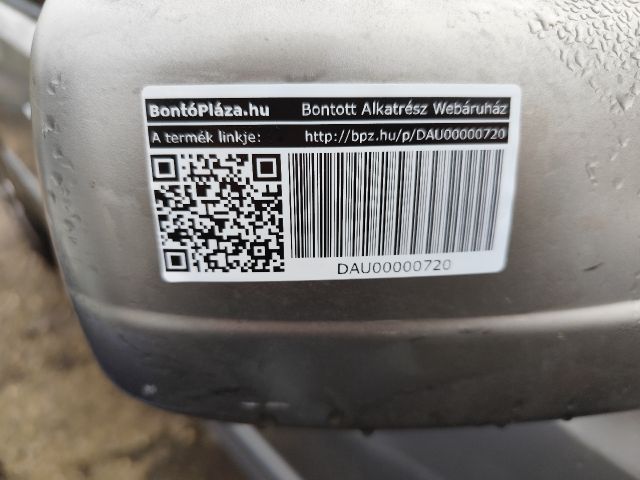 BontóPláza.hu Bontott Alkatrész Webáruház
A termék linkje: http://bpz.hu/p/DAU00000720
DAU00000720